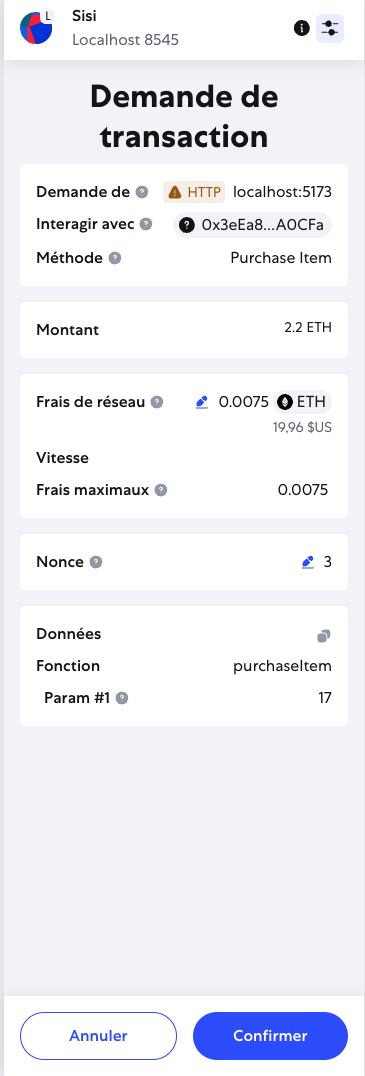 L
Sisi
Localhost 8545
Demande de
transaction
Demande de HTTP localhost:5173
Interagir avec 0x3eEa8...A0CFa
Méthode Purchase Item
Montant 2.2 ETH
Frais de réseau 0.0075 ETH
19,96 $US
Vitesse
Frais maximaux 0.0075
Nonce 3
Données
Fonction purchaseItem
Param #1 17
Annuler Confirmer